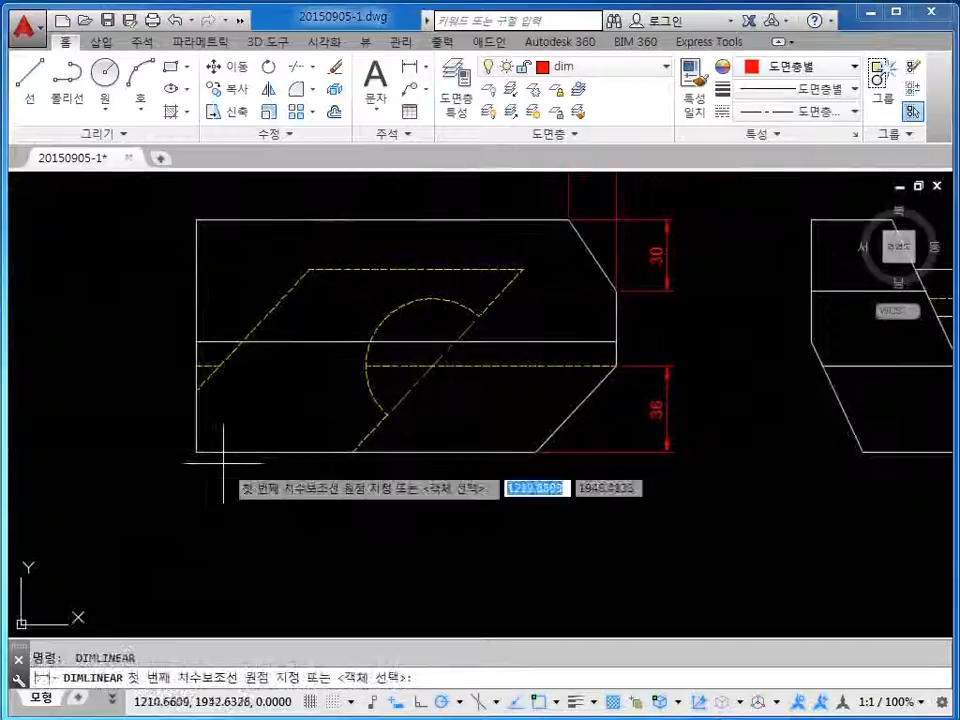 20150905-1.dwg
키워드 또는 구절 입력
로그인
홈 삽입 주석 파라메트릭 3D 도구 시각화 뷰 관리 출력 애드인 Autodesk 360 BIM 360 Express Tools
선 폴리선 원 호
이동
복사
신축
문자
도면층
특성
dim
특성
일치
도면층별
도면층별
도면층...
그룹
그리기 수정 주석 도면층 특성 그룹
20150905-1*
30
36
서 동
WCS
첫 번째 치수보조선 원점 지정 또는 <객체 선택>:
Y
X
명령: DIMLINEAR
DIMLINEAR 첫 번째 치수보조선 원점 지정 또는 <객체 선택>:
모형
1210.6609, 1932.6326, 0.0000
1:1 / 100%